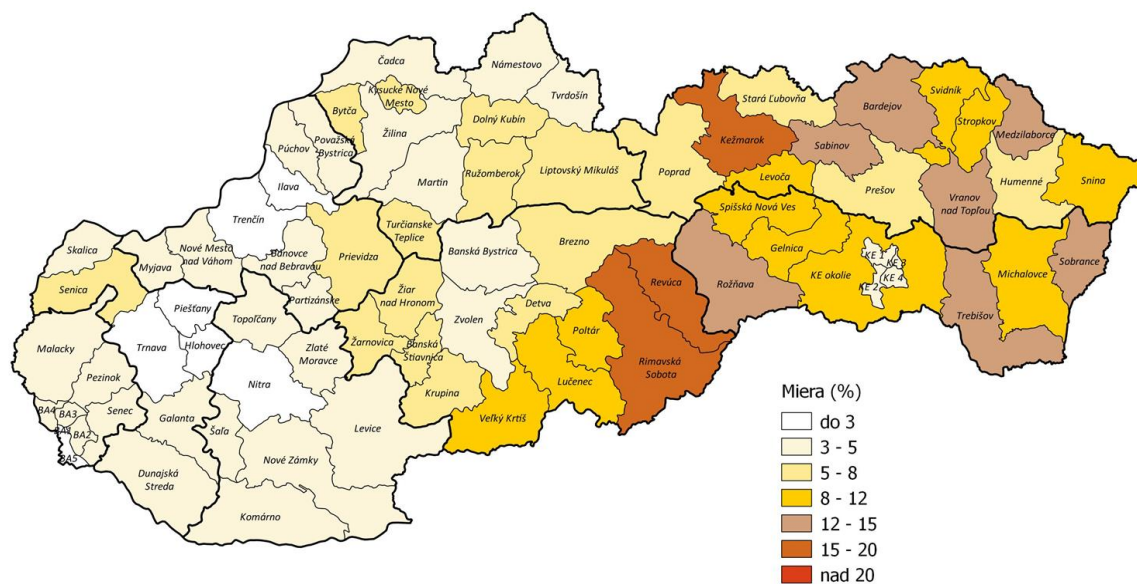 Čadca
Námestovo
Tvrdošín
Kysucké Nové
Mesto
Bytča
Dolný Kubín
Stará Ľubovňa
Bardejov
Svidník
Stropkov
Medzilaborce
Púchov
Považská
Bystrica
Žilina
Kežmarok
Sabinov
Ilava
Martin
Ružomberok
Liptovský Mikuláš
Poprad
Levoča
Prešov
Vranov
nad Topľou
Humenné
Snina
Trenčín
Turčianske
Teplice
Spišská Nová Ves
Skalica
Nové Mesto
nad Váhom
Bánovce
nad Bebravou
Prievidza
Banská Bystrica
Brezno
Gelnica
KE 1
KE 3
KE 2
KE 4
KE okolie
Michalovce
Sobrance
Myjava
Senica
Piešťany
Partizánske
Žiar
nad Hronom
Revúca
Rožňava
Trebišov
Topoľčany
Zvolen
Detva
Malacky
Trnava
Hlohovec
Zlaté
Moravce
Žarnovica
Banská
Štiavnica
Poltár
Rimavská
Sobota
Pezinok
Nitra
Krupina
Lučenec
BA4
BA3
Senec
Galanta
Šaľa
Levice
Veľký Krtíš
BA1
BA2
BA5
Nové Zámky
Dunajská
Streda
Komárno
Miera (%)
do 3
3 - 5
5 - 8
8 - 12
12 - 15
15 - 20
nad 20